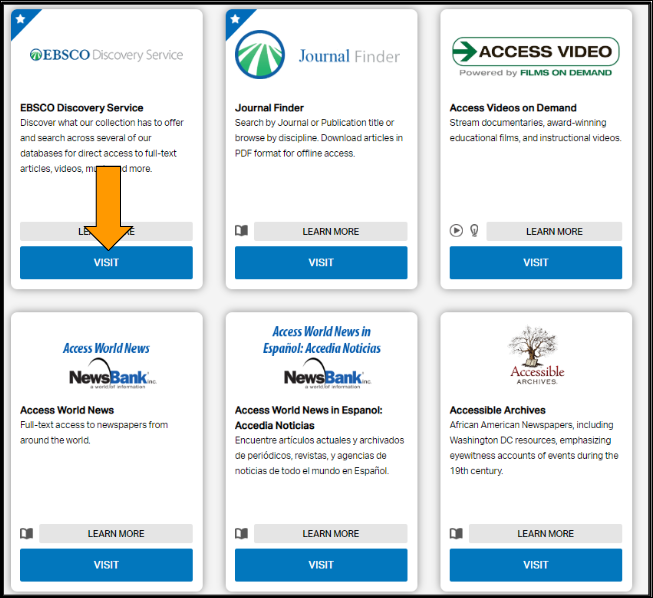 EBSCO Discovery Service
EBSCO Discovery Service
Discover what our collection has to offer
and search across several of our
databases for direct access to full-text
articles, videos, and more.
LEARN MORE
VISIT
Journal Finder
Journal Finder
Search by Journal or Publication title or
browse by discipline. Download articles in
PDF format for offline access.
LEARN MORE
VISIT
ACCESS VIDEO
Powered by FILMS ON DEMAND
Access Videos on Demand
Stream documentaries, award-winning
educational films, and instructional videos.
LEARN MORE
VISIT
Access World News
NewsBank inc.
a world of information
Access World News
Full-text access to newspapers from
around the world.
LEARN MORE
VISIT
Access World News in
Español: Accedia Noticias
NewsBank inc.
a world of information
Access World News in Espanol:
Accedia Noticias
Encuentre artículos actuales y archivados
de periódicos, revistas, y agencias de
noticias de todo el mundo en Español.
LEARN MORE
VISIT
Accessible
ARCHIVES.
Accessible Archives
African American Newspapers, including
Washington DC resources, emphasizing
eyewitness accounts of events during the
19th century.
LEARN MORE
VISIT